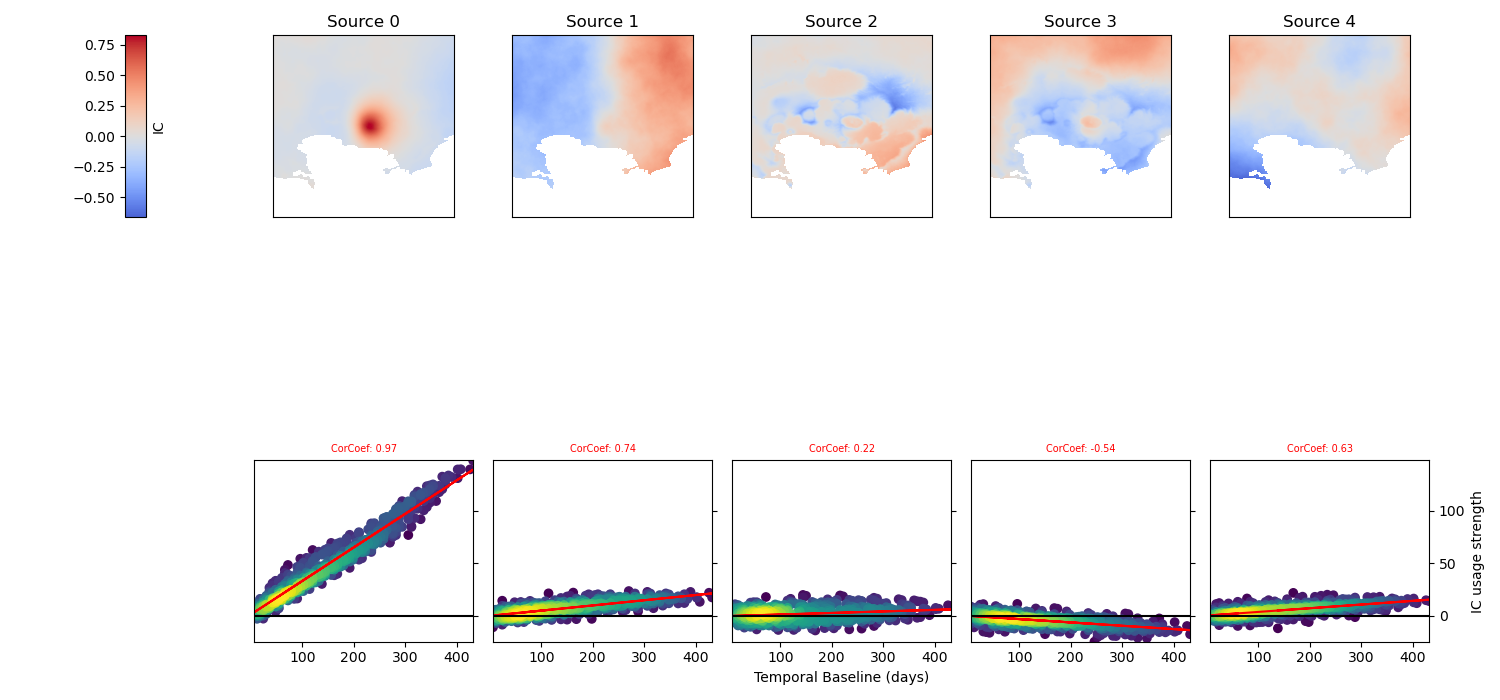 Source 0
Source 1
Source 2
Source 3
Source 4
0.75
0.50
0.25
0.00
−0.25
−0.50
IC
CorCoef: 0.97
CorCoef: 0.74
CorCoef: 0.22
CorCoef: -0.54
CorCoef: 0.63
100
50
0
IC usage strength
100 200 300 400
100 200 300 400
100 200 300 400
100 200 300 400
100 200 300 400
Temporal Baseline (days)